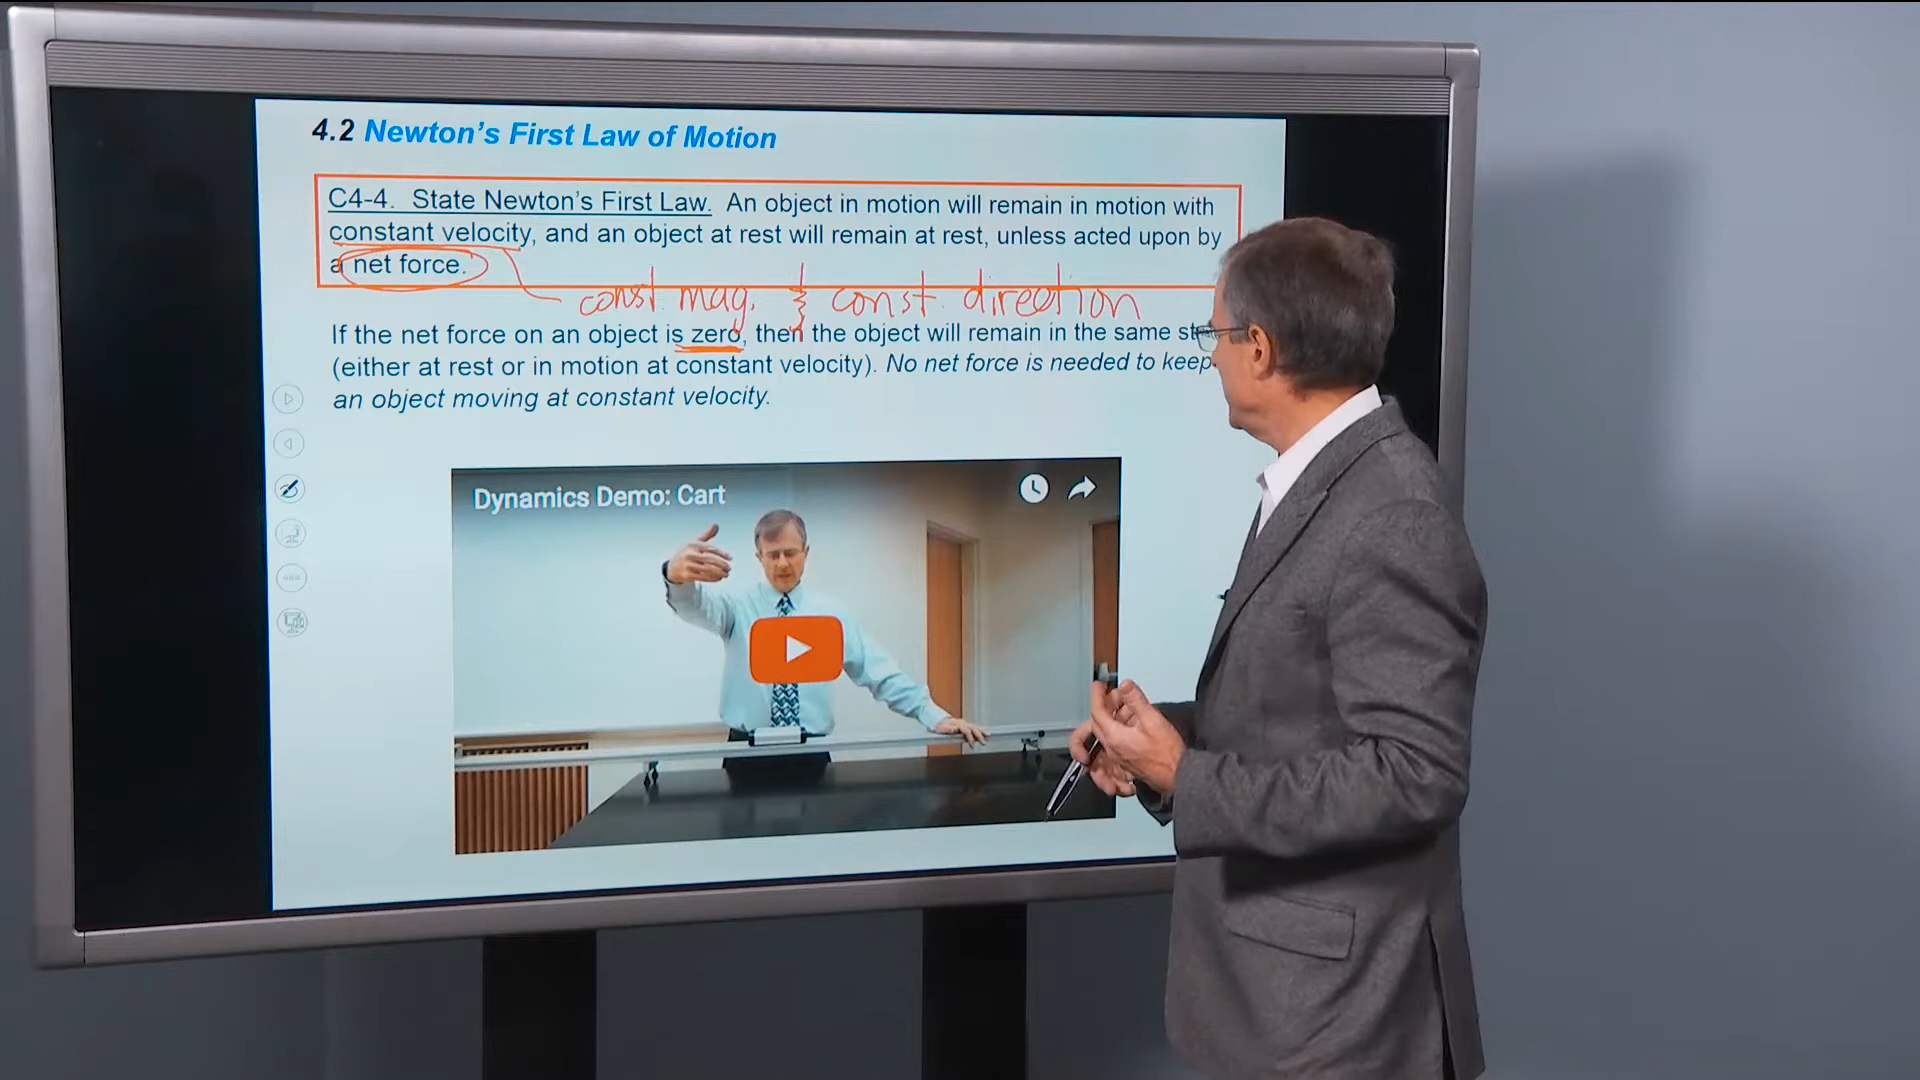 4.2 Newton's First Law of Motion
C4-4. State Newton's First Law. An object in motion will remain in motion with
constant velocity, and an object at rest will remain at rest, unless acted upon by
a net force.
const. mag. & const. direction
If the net force on an object is zero, then the object will remain in the same
(either at rest or in motion at constant velocity). No net force is needed to keep
an object moving at constant velocity.
Dynamics Demo: Cart